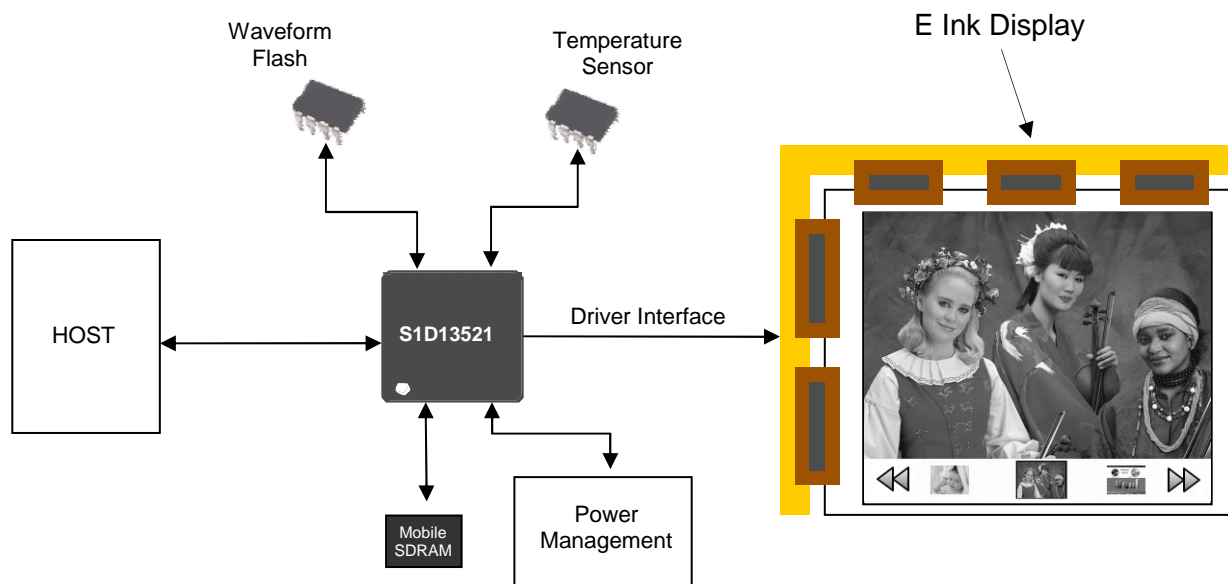 Waveform
Flash
Temperature
Sensor
E Ink Display
HOST
S1D13521
Driver Interface
Mobile
SDRAM
Power
Management